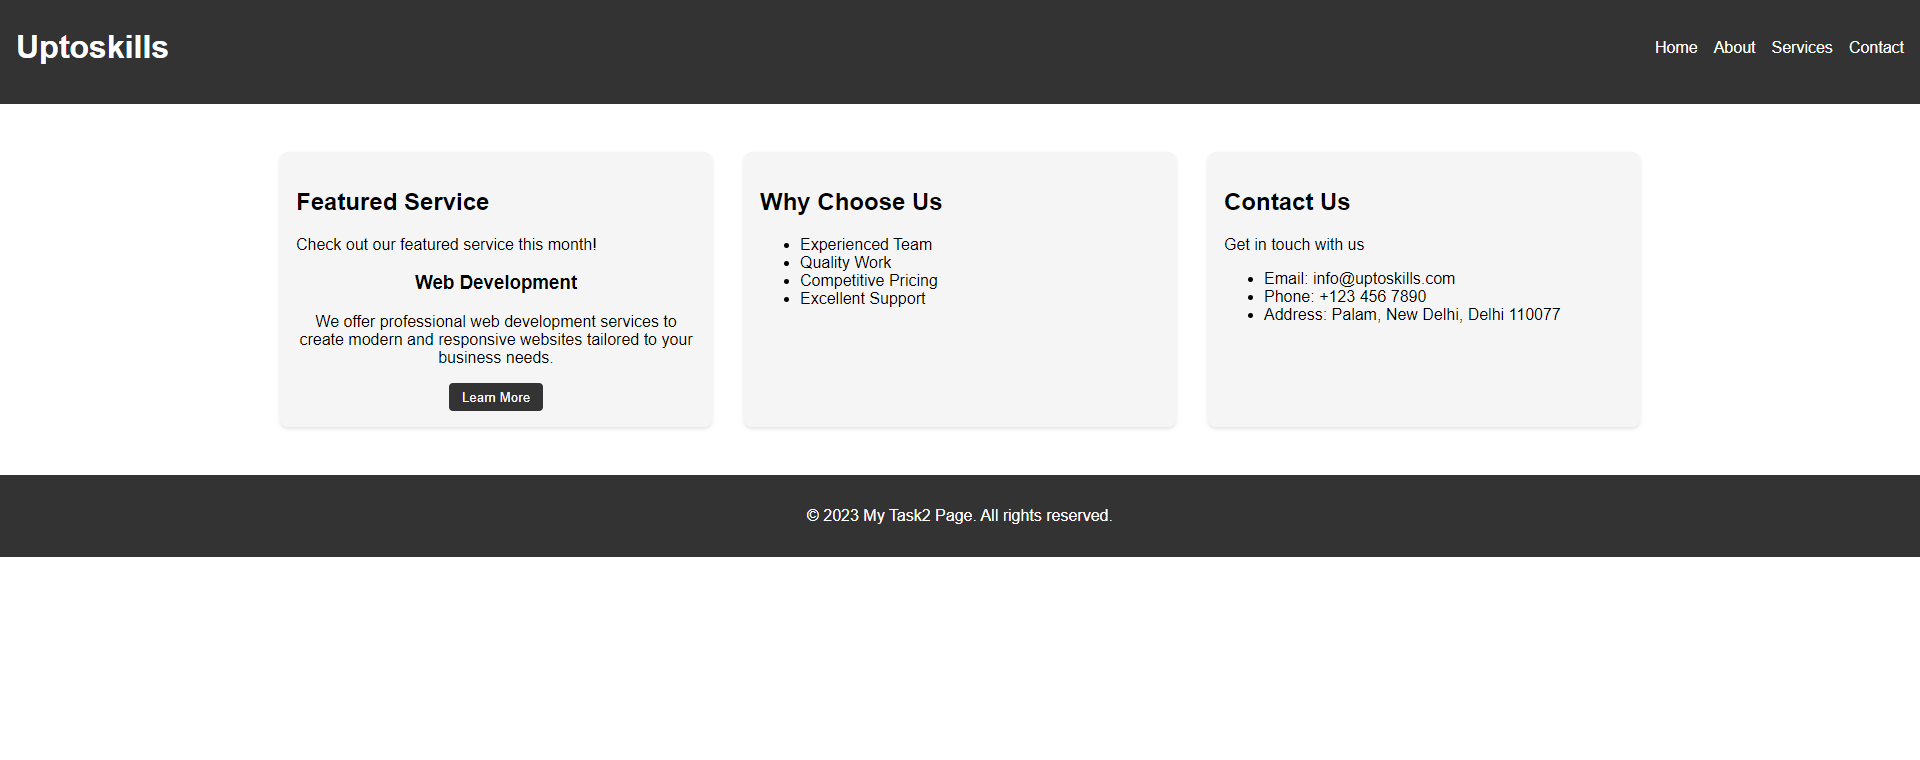 Uptoskills
Home About Services Contact
Featured Service
Check out our featured service this month!
Web Development
We offer professional web development services to
create modern and responsive websites tailored to your
business needs.
Learn More
Why Choose Us
Experienced Team
Quality Work
Competitive Pricing
Excellent Support
Contact Us
Get in touch with us
Email: info@uptoskills.com
Phone: +123 456 7890
Address: Palam, New Delhi, Delhi 110077
© 2023 My Task2 Page. All rights reserved.